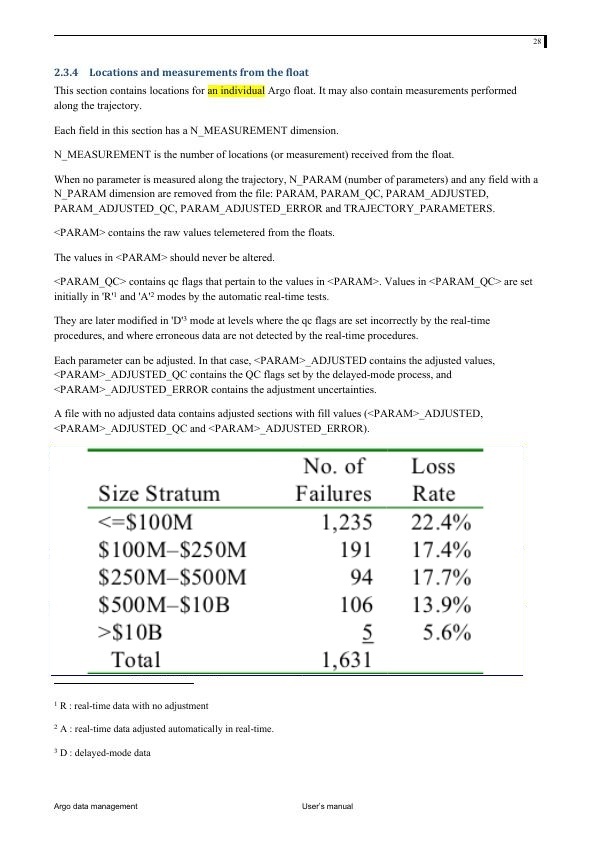 28
2.3.4 Locations and measurements from the float
This section contains locations for an individual Argo float. It may also contain measurements performed
along the trajectory.
Each field in this section has a N_MEASUREMENT dimension.
N_MEASUREMENT is the number of locations (or measurement) received from the float.
When no parameter is measured along the trajectory, N_PARAM (number of parameters) and any field with a
N_PARAM dimension are removed from the file: PARAM, PARAM_QC, PARAM_ADJUSTED,
PARAM_ADJUSTED_QC, PARAM_ADJUSTED_ERROR and TRAJECTORY_PARAMETERS.
<PARAM> contains the raw values telemetered from the floats.
The values in <PARAM> should never be altered.
<PARAM_QC> contains qc flags that pertain to the values in <PARAM>. Values in <PARAM_QC> are set
initially in 'R'¹ and 'A'² modes by the automatic real-time tests.
They are later modified in 'D'³ mode at levels where the qc flags are set incorrectly by the real-time
procedures, and where erroneous data are not detected by the real-time procedures.
Each parameter can be adjusted. In that case, <PARAM>_ADJUSTED contains the adjusted values,
<PARAM>_ADJUSTED_QC contains the QC flags set by the delayed-mode process, and
<PARAM>_ADJUSTED_ERROR contains the adjustment uncertainties.
A file with no adjusted data contains adjusted sections with fill values (<PARAM>_ADJUSTED,
<PARAM>_ADJUSTED_QC and <PARAM>_ADJUSTED_ERROR).
No. of Loss
Size Stratum Failures Rate
<=$100M 1,235 22.4%
$100M–$250M 191 17.4%
$250M–$500M 94 17.7%
$500M–$10B 106 13.9%
>$10B 5 5.6%
Total 1,631
¹ R : real-time data with no adjustment
² A : real-time data adjusted automatically in real-time.
³ D : delayed-mode data
Argo data management User's manual